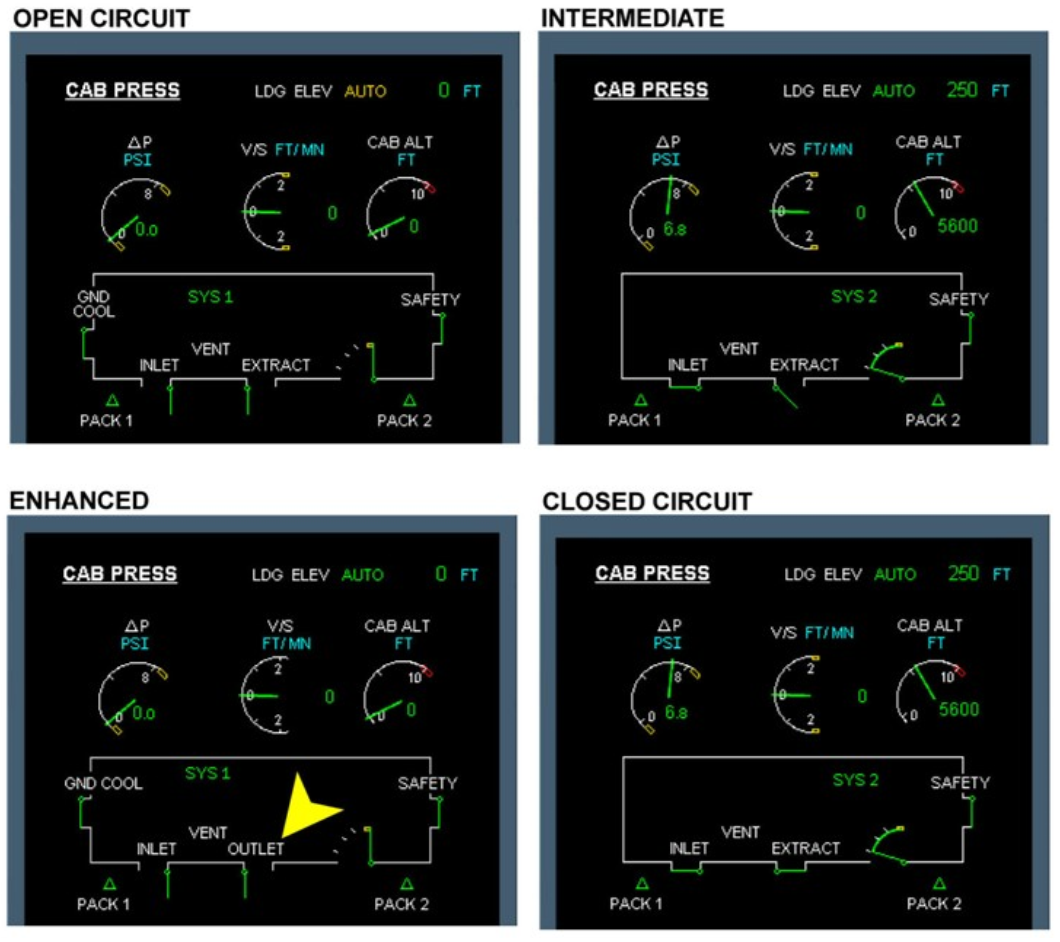 OPEN CIRCUIT
CAB PRESS LDG ELEV AUTO 0 FT
ΔP
PSI
V/S FT/MN
CAB ALT
FT
8
0
0.0
2
0
2
0
10
0
0
GND
COOL
SYS 1
SAFETY
VENT
INLET EXTRACT
PACK 1 PACK 2
INTERMEDIATE
CAB PRESS LDG ELEV AUTO 250 FT
ΔP
PSI
V/S FT/MN
CAB ALT
FT
8
0
6.8
2
0
2
0
10
0
5600
SYS 2
SAFETY
VENT
INLET EXTRACT
PACK 1 PACK 2
ENHANCED
CAB PRESS LDG ELEV AUTO 0 FT
ΔP
PSI
V/S
FT/MN
CAB ALT
FT
8
0
0.0
2
0
2
0
10
0
0
GND COOL
SYS 1
SAFETY
VENT
INLET OUTLET
PACK 1 PACK 2
CLOSED CIRCUIT
CAB PRESS LDG ELEV AUTO 250 FT
ΔP
PSI
V/S FT/MN
CAB ALT
FT
8
0
6.8
2
0
2
0
10
0
5600
SYS 2
SAFETY
VENT
INLET EXTRACT
PACK 1 PACK 2